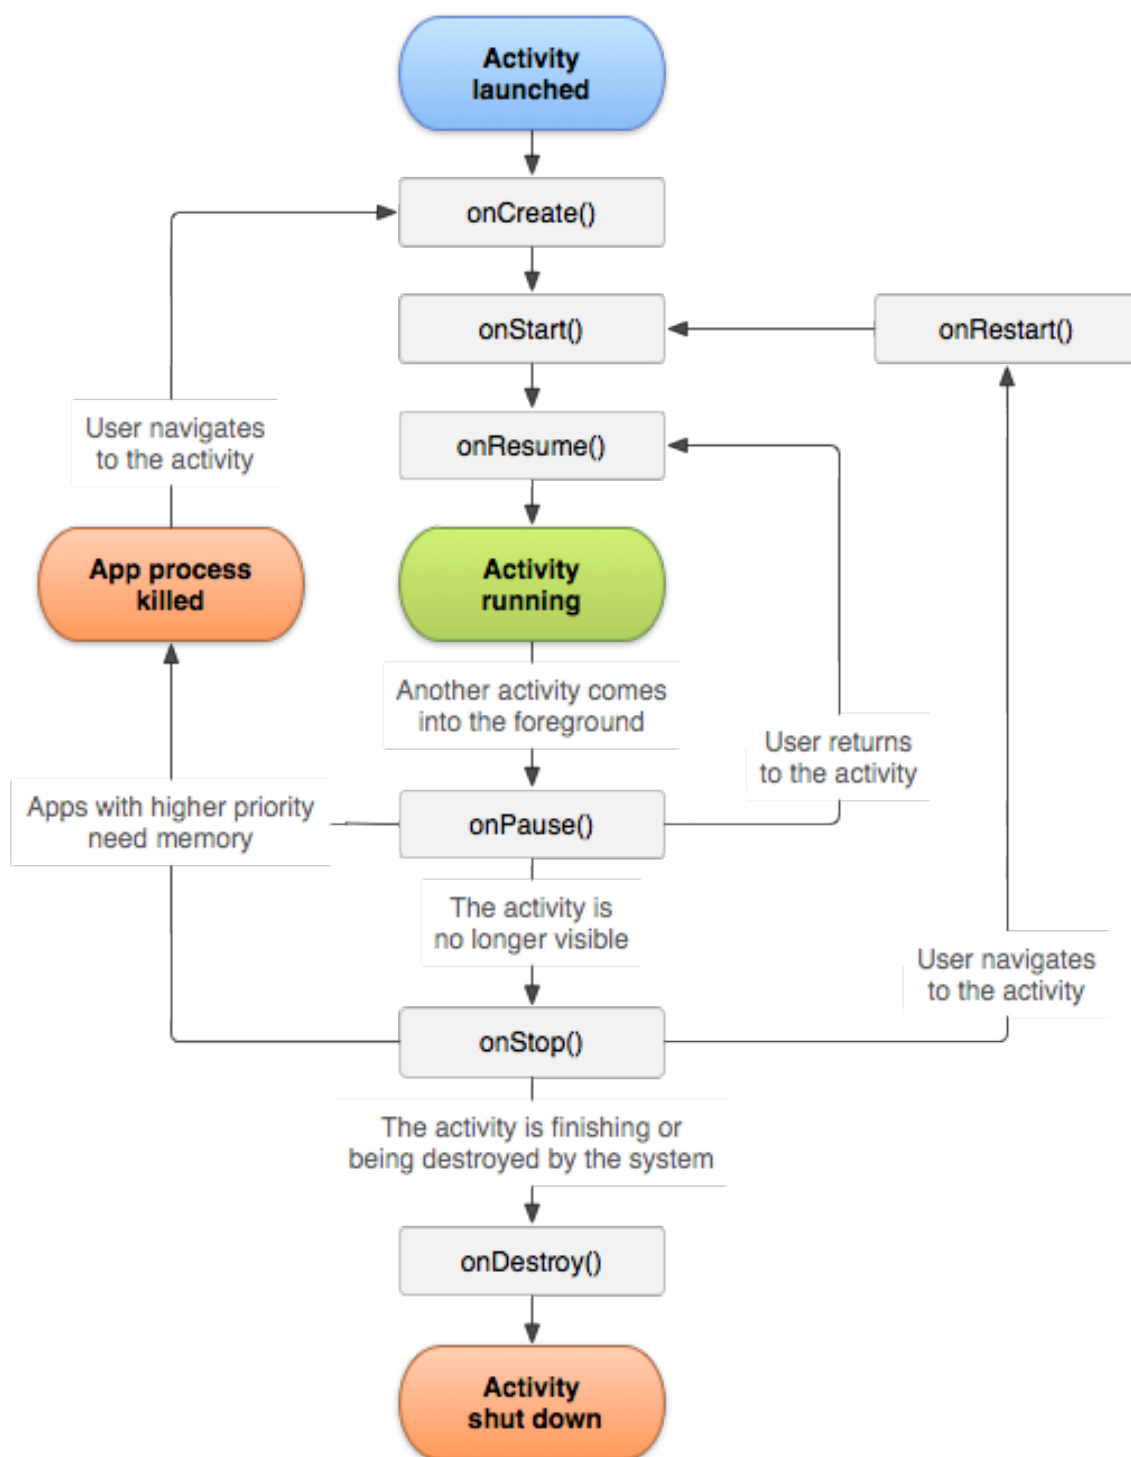 Activity
launched
onCreate()
onStart()
onRestart()
User navigates
to the activity
onResume()
App process
killed
Activity
running
Another activity comes
into the foreground
User returns
to the activity
Apps with higher priority
need memory
onPause()
The activity is
no longer visible
User navigates
to the activity
onStop()
The activity is finishing or
being destroyed by the system
onDestroy()
Activity
shut down